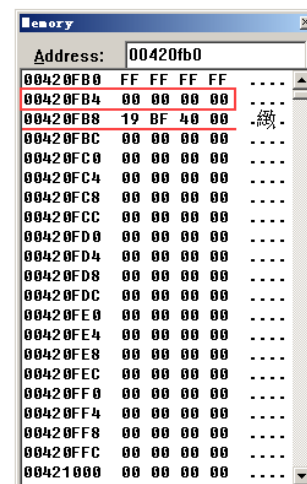 Memory
Address: 00420fb0
00420FB0 FF FF FF FF ....
00420FB4 00 00 00 00 ....
00420FB8 19 BF 40 00 .緻.
00420FBC 00 00 00 00 ....
00420FC0 00 00 00 00 ....
00420FC4 00 00 00 00 ....
00420FC8 00 00 00 00 ....
00420FCC 00 00 00 00 ....
00420FD0 00 00 00 00 ....
00420FD4 00 00 00 00 ....
00420FD8 00 00 00 00 ....
00420FDC 00 00 00 00 ....
00420FE0 00 00 00 00 ....
00420FE4 00 00 00 00 ....
00420FE8 00 00 00 00 ....
00420FEC 00 00 00 00 ....
00420FF0 00 00 00 00 ....
00420FF4 00 00 00 00 ....
00420FF8 00 00 00 00 ....
00420FFC 00 00 00 00 ....
00421000 00 00 00 00 ....